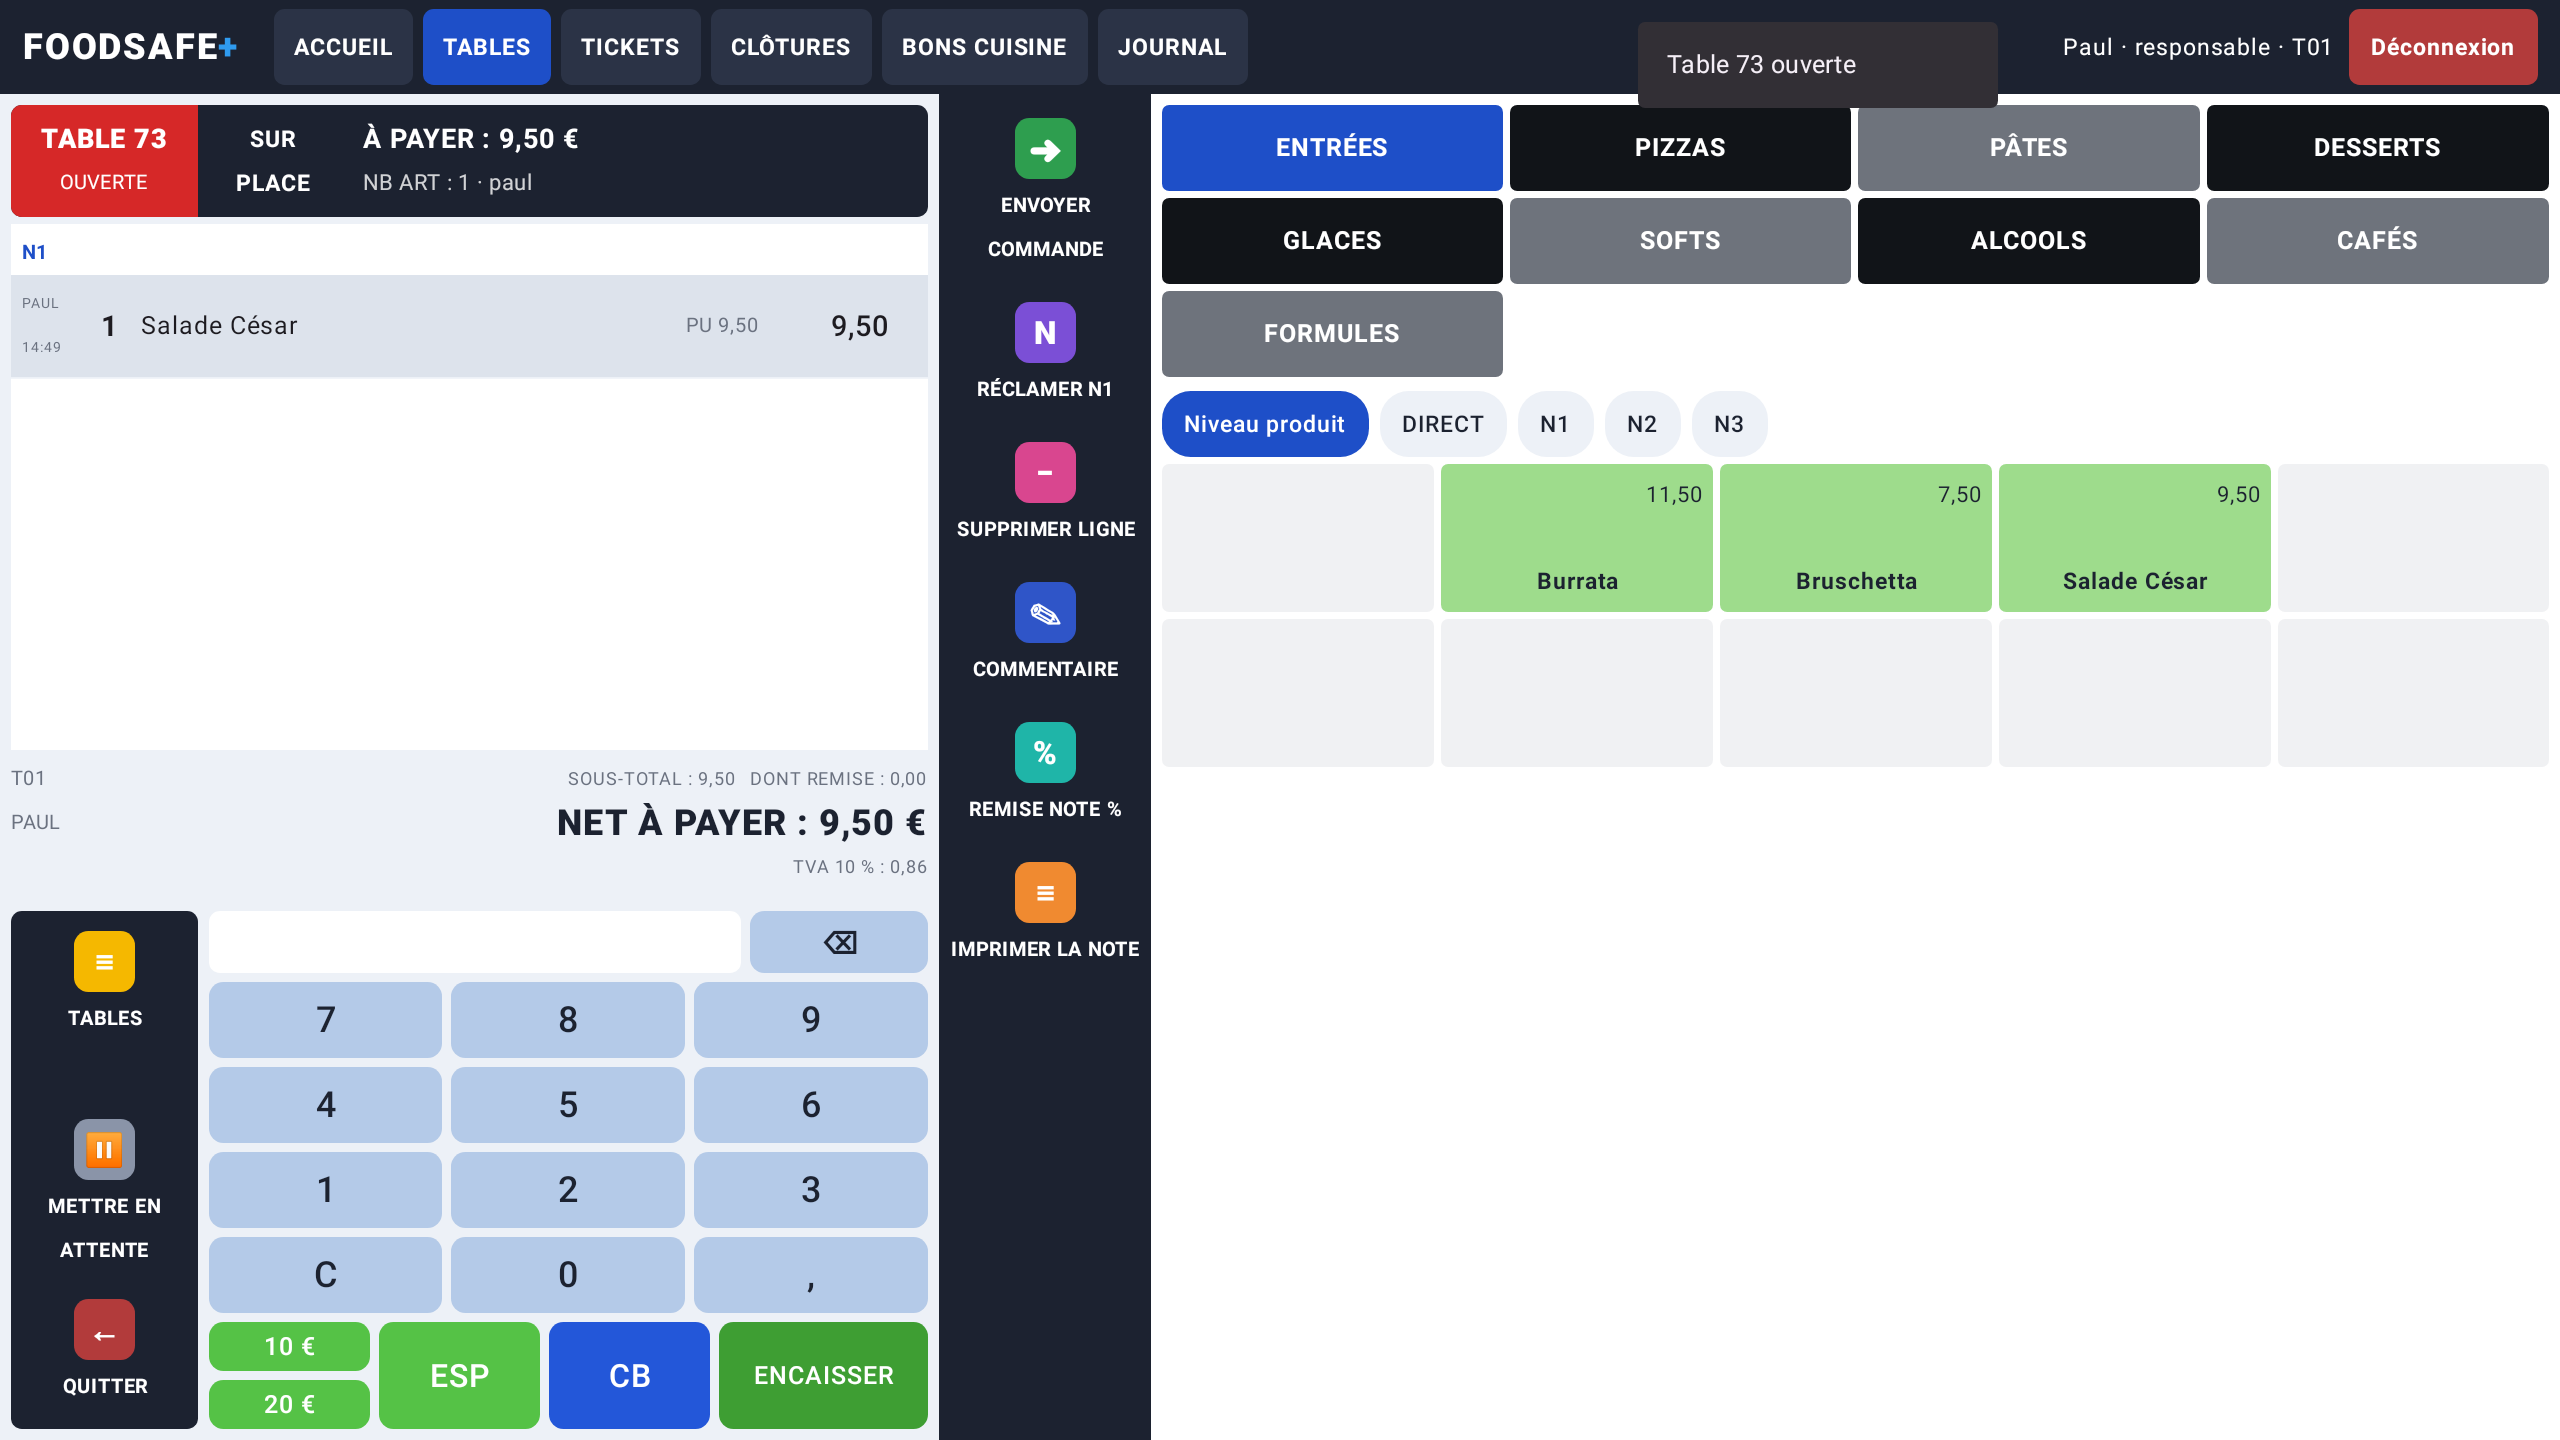 FOODSAFE+
ACCUEIL
TABLES
TICKETS
CLÔTURES
BONS CUISINE
JOURNAL
Table 73 ouverte
Paul · responsable · T01
Déconnexion
TABLE 73
OUVERTE
SUR
PLACE
À PAYER : 9,50 €
NB ART : 1 · paul
N1
PAUL
14:49
1 Salade César PU 9,50 9,50
T01
SOUS-TOTAL : 9,50 DONT REMISE : 0,00
PAUL
NET À PAYER : 9,50 €
TVA 10 % : 0,86
TABLES
METTRE EN
ATTENTE
←
QUITTER
⌫
7 8 9
4 5 6
1 2 3
C 0 ,
10 €
20 €
ESP
CB
ENCAISSER
ENVOYER
COMMANDE
N
RÉCLAMER N1
−
SUPPRIMER LIGNE
COMMENTAIRE
%
REMISE NOTE %
≡
IMPRIMER LA NOTE
ENTRÉES PIZZAS PÂTES DESSERTS
GLACES SOFTS ALCOOLS CAFÉS
FORMULES
Niveau produit DIRECT N1 N2 N3
11,50
Burrata
7,50
Bruschetta
9,50
Salade César